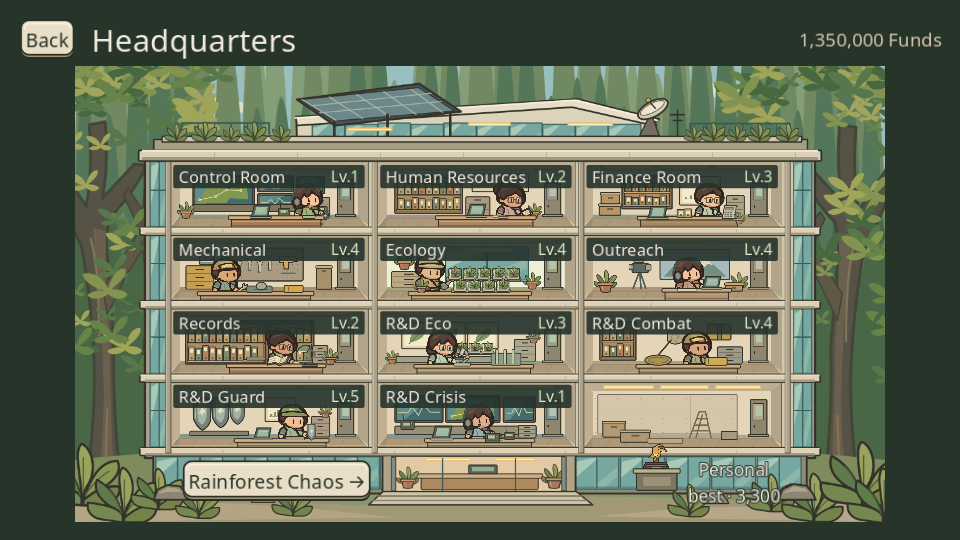 Back
Headquarters
1,350,000 Funds
Control Room Lv.1
Human Resources Lv.2
Finance Room Lv.3
Mechanical Lv.4
Ecology Lv.4
Outreach Lv.4
Records Lv.2
R&D Eco Lv.3
R&D Combat Lv.4
R&D Guard Lv.5
R&D Crisis Lv.1
Rainforest Chaos →
Personal
best: 3,300